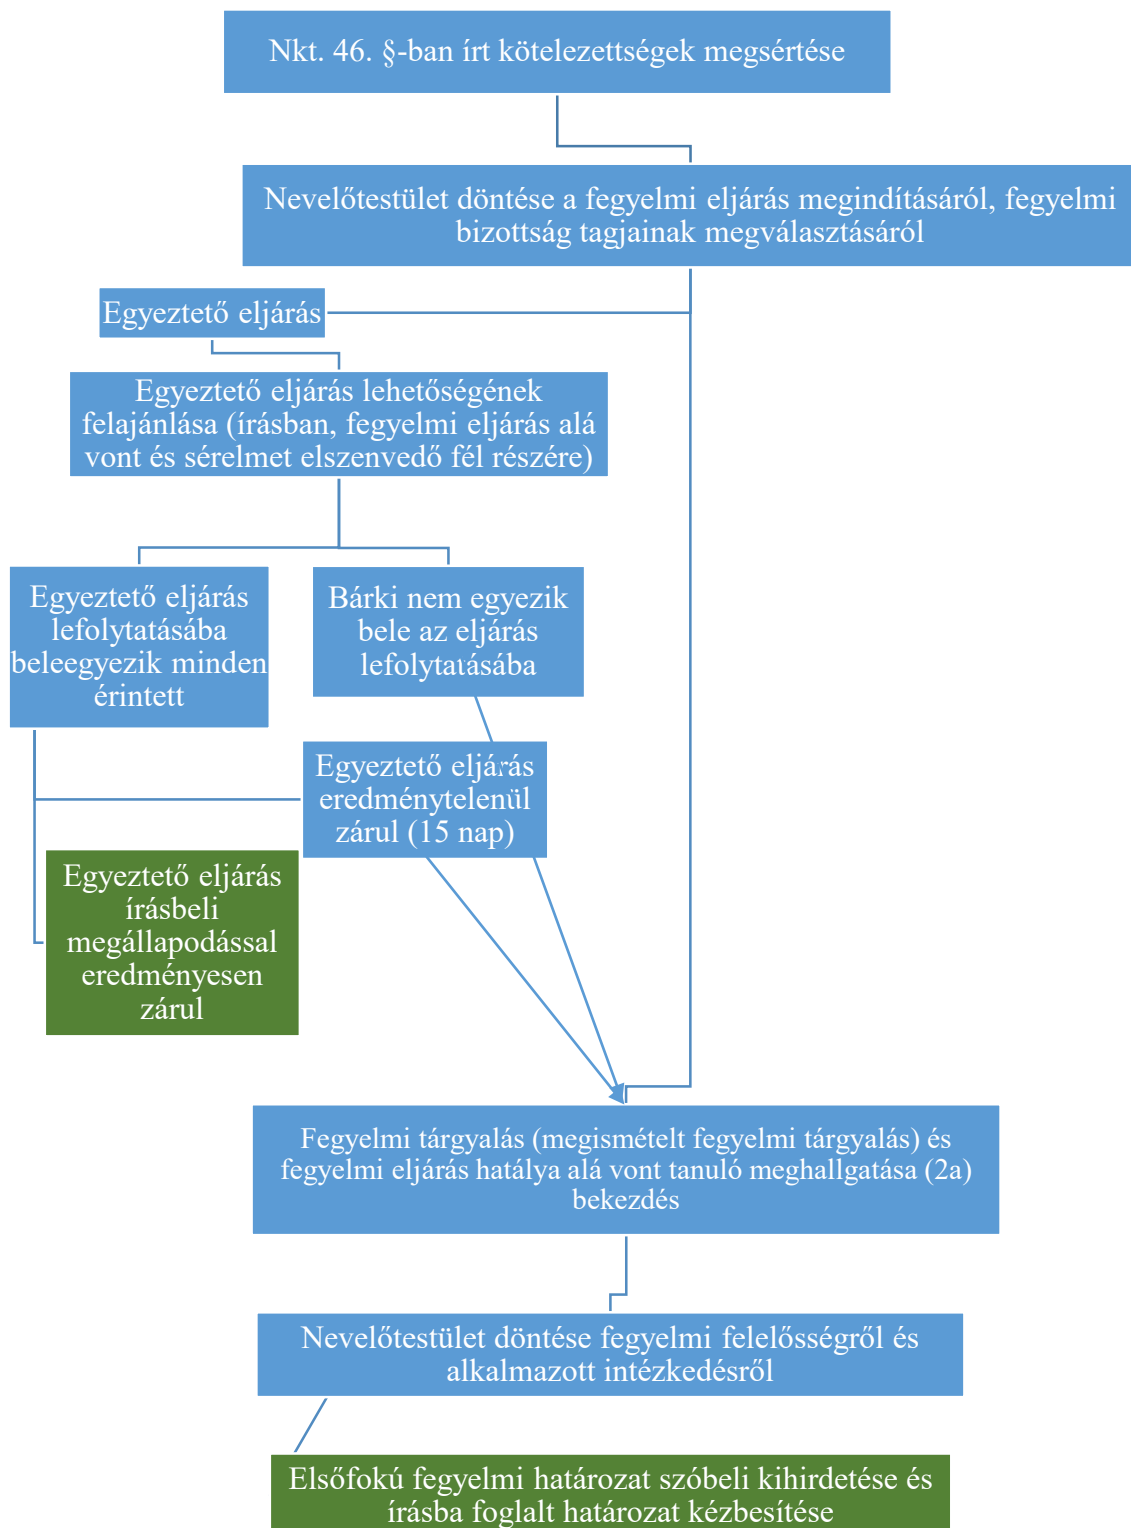 Nkt. 46. §-ban írt kötelezettségek megsértése
Nevelőtestület döntése a fegyelmi eljárás megindításáról, fegyelmi
bizottság tagjainak megválasztásáról
Egyeztető eljárás
Egyeztető eljárás lehetőségének
felajánlása (írásban, fegyelmi eljárás alá
vont és sérelmet elszenvedő fél részére)
Egyeztető eljárás
lefolytatásába
beleegyezik minden
érintett
Bárki nem egyezik
bele az eljárás
lefolytatásába
Egyeztető eljárás
eredménytelenül
zárul (15 nap)
Egyeztető eljárás
írásbeli
megállapodással
eredményesen
zárul
Fegyelmi tárgyalás (megismételt fegyelmi tárgyalás) és
fegyelmi eljárás hatálya alá vont tanuló meghallgatása (2a)
bekezdés
Nevelőtestület döntése fegyelmi felelősségről és
alkalmazott intézkedésről
Elsőfokú fegyelmi határozat szóbeli kihirdetése és
írásba foglalt határozat kézbesítése